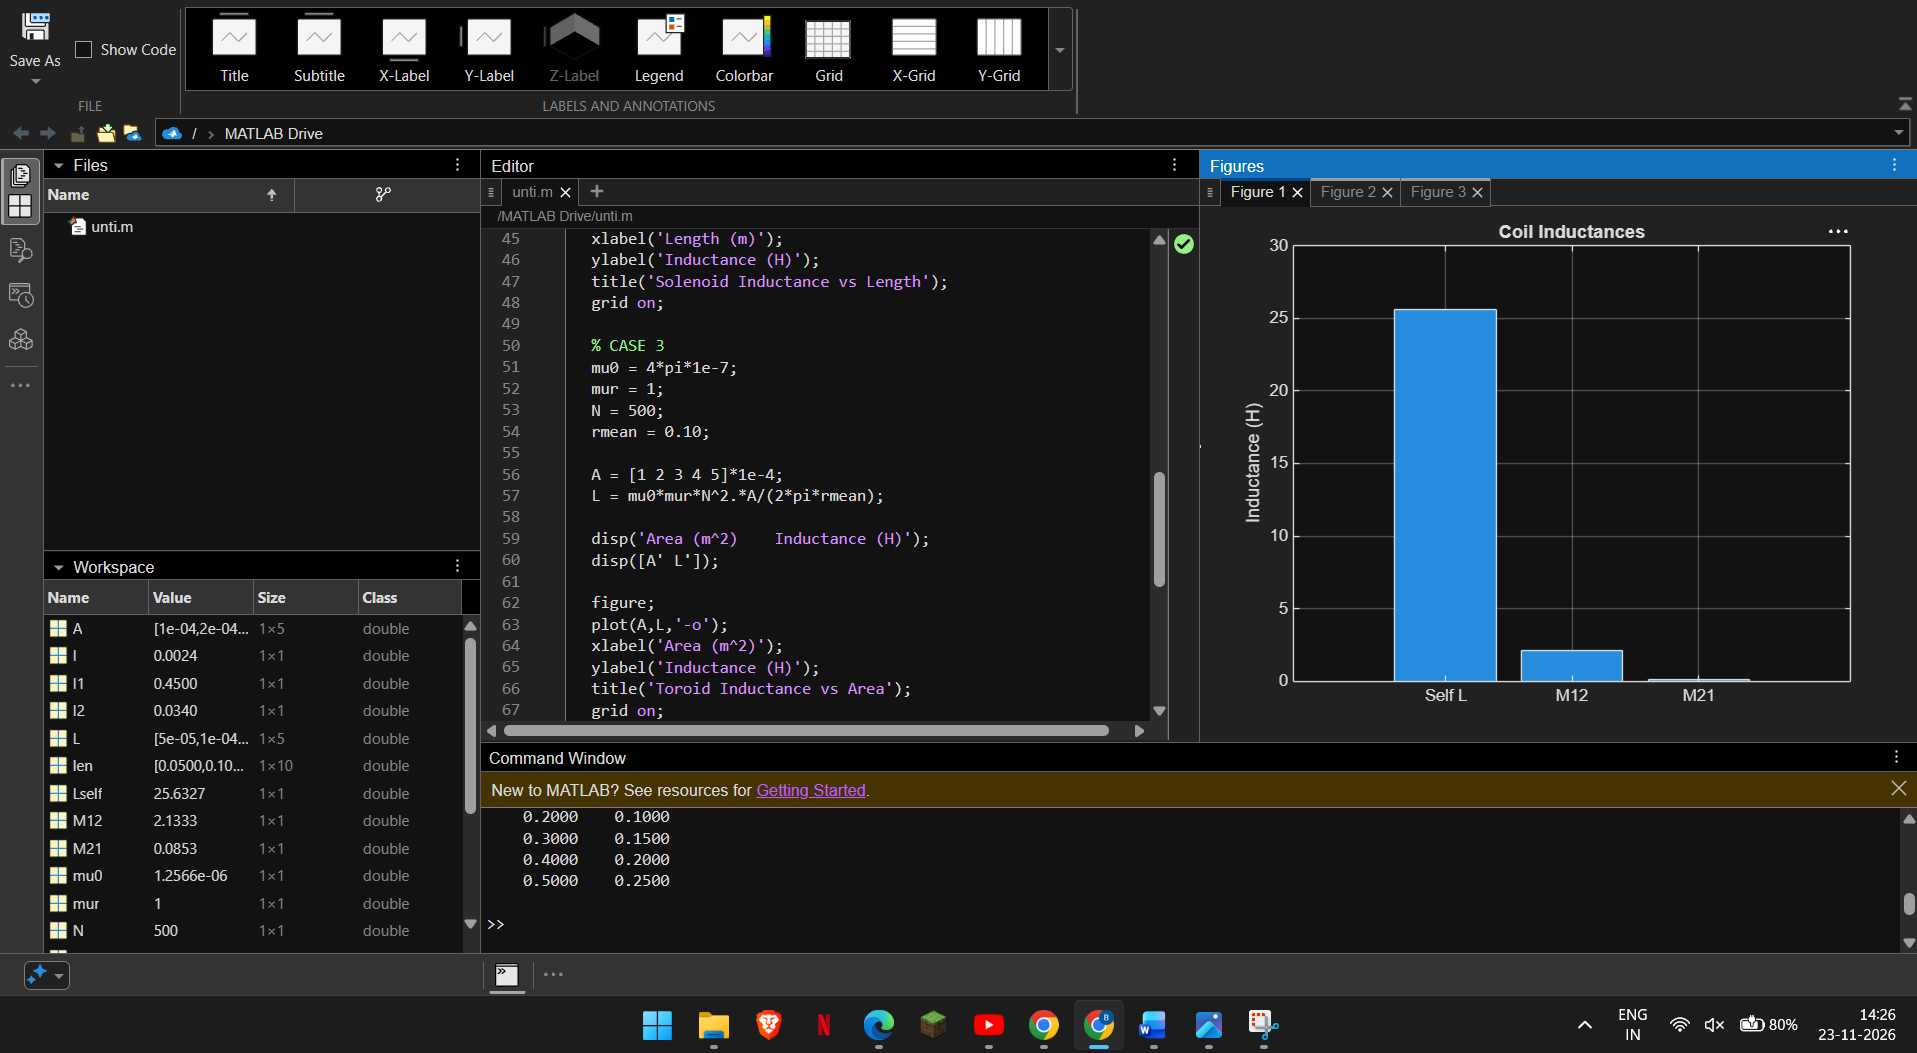 Save As
Show Code
FILE
Title
Subtitle
X-Label
Y-Label
Z-Label
Legend
Colorbar
Grid
X-Grid
Y-Grid
LABELS AND ANNOTATIONS
/ › MATLAB Drive
Files
Name
unti.m
Workspace
Name Value Size Class
A [1e-04,2e-04... 1×5 double
I 0.0024 1×1 double
I1 0.4500 1×1 double
I2 0.0340 1×1 double
L [5e-05,1e-04... 1×5 double
len [0.0500,0.10... 1×10 double
Lself 25.6327 1×1 double
M12 2.1333 1×1 double
M21 0.0853 1×1 double
mu0 1.2566e-06 1×1 double
mur 1 1×1 double
N 500 1×1 double
Editor
unti.m
/MATLAB Drive/unti.m
45 xlabel('Length (m)');
46 ylabel('Inductance (H)');
47 title('Solenoid Inductance vs Length');
48 grid on;
49
50 % CASE 3
51 mu0 = 4*pi*1e-7;
52 mur = 1;
53 N = 500;
54 rmean = 0.10;
55
56 A = [1 2 3 4 5]*1e-4;
57 L = mu0*mur*N^2.*A/(2*pi*rmean);
58
59 disp('Area (m^2)    Inductance (H)');
60 disp([A' L']);
61
62 figure;
63 plot(A,L,'-o');
64 xlabel('Area (m^2)');
65 ylabel('Inductance (H)');
66 title('Toroid Inductance vs Area');
67 grid on;
Figures
Figure 1
Figure 2
Figure 3
Coil Inductances
30
25
20
15
10
5
0
Inductance (H)
Self L
M12
M21
Command Window
New to MATLAB? See resources for Getting Started.
0.2000 0.1000
0.3000 0.1500
0.4000 0.2000
0.5000 0.2500
>>
ENG
IN
80%
14:26
23-11-2026